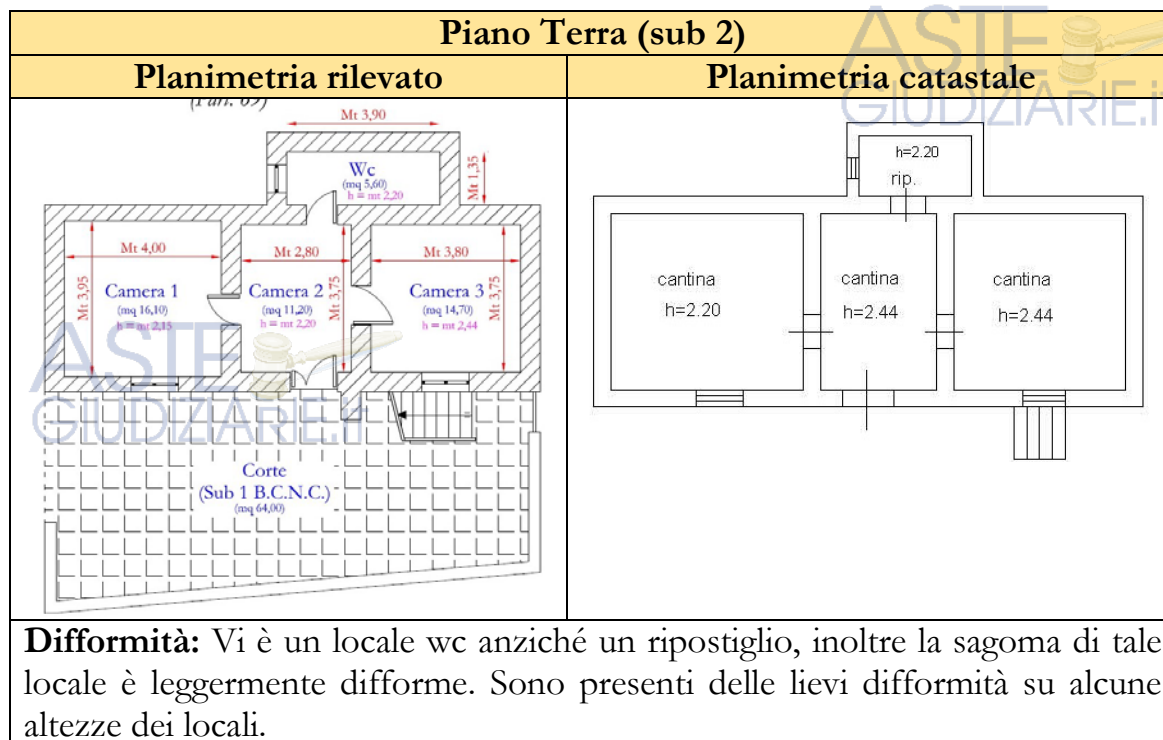 Piano Terra (sub 2)
Planimetria rilevato
Planimetria catastale
ASTE
GIUDIZIARIE.it
Mt 3,90
Wc
(mq 5,60)
h = mt 2,20
Mt 1,35
Mt 4,00
Mt 2,80
Mt 3,80
Mt 3,95
Camera 1
(mq 16,10)
h = mt 2,15
Camera 2
(mq 11,20)
h = mt 2,20
Mt 3,75
Camera 3
(mq 14,70)
h = mt 2,44
Mt 3,75
ASTE
GIUDIZIARIE.it
Corte
(Sub 1 B.C.N.C.)
(mq 64,00)
h=2.20
rip.
cantina
h=2.20
cantina
h=2.44
cantina
h=2.44
Difformità: Vi è un locale wc anziché un ripostiglio, inoltre la sagoma di tale
locale è leggermente difforme. Sono presenti delle lievi difformità su alcune
altezze dei locali.